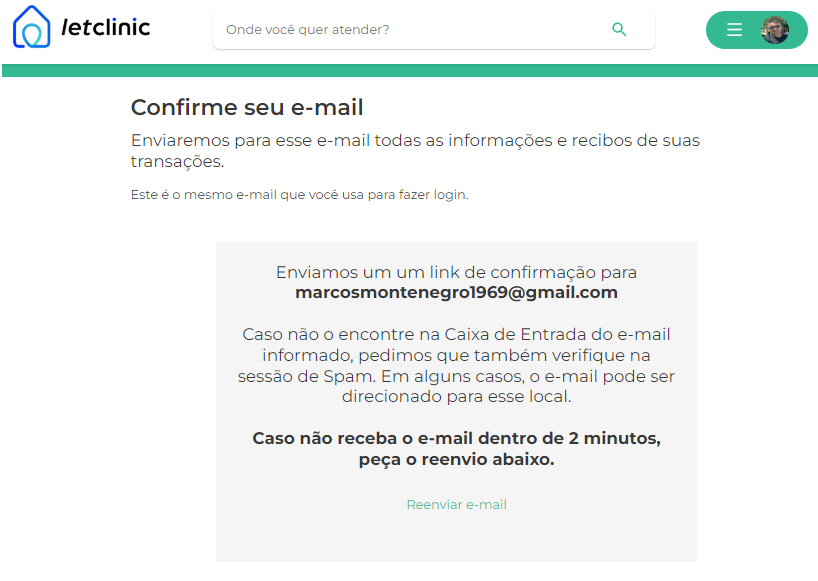 letclinic
Onde você quer atender?
Confirme seu e-mail
Enviaremos para esse e-mail todas as informações e recibos de suas
transações.
Este é o mesmo e-mail que você usa para fazer login.
Enviamos um um link de confirmação para
marcosmontenegro1969@gmail.com
Caso não o encontre na Caixa de Entrada do e-mail
informado, pedimos que também verifique na
sessão de Spam. Em alguns casos, o e-mail pode ser
direcionado para esse local.
Caso não receba o e-mail dentro de 2 minutos,
peça o reenvio abaixo.
Reenviar e-mail